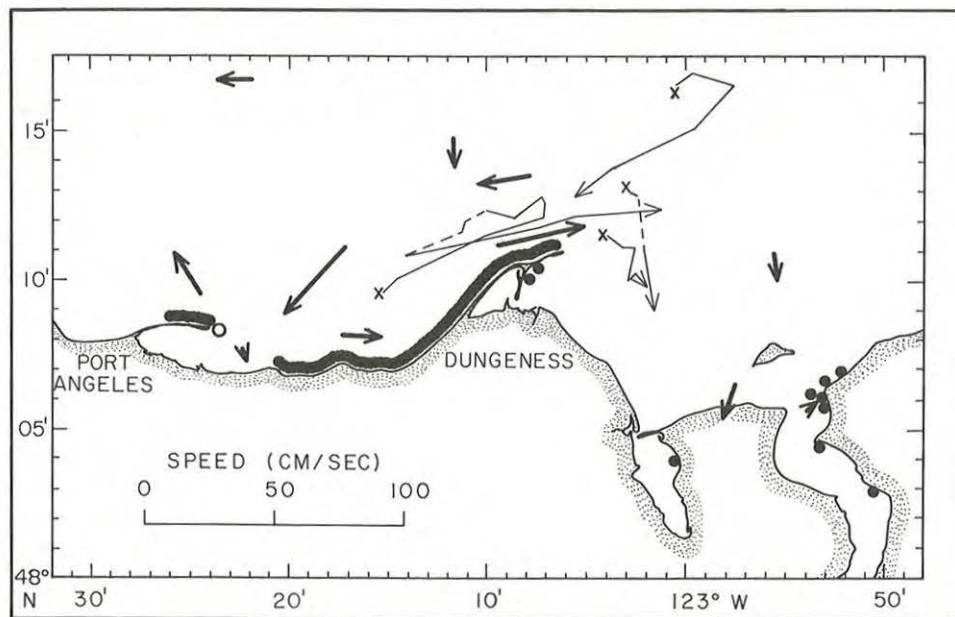 15'
10'
PORT
ANGELES
DUNGENESS
05'
SPEED (CM/SEC)
0 50 100
48°
N 30' 20' 10' 123° W 50'